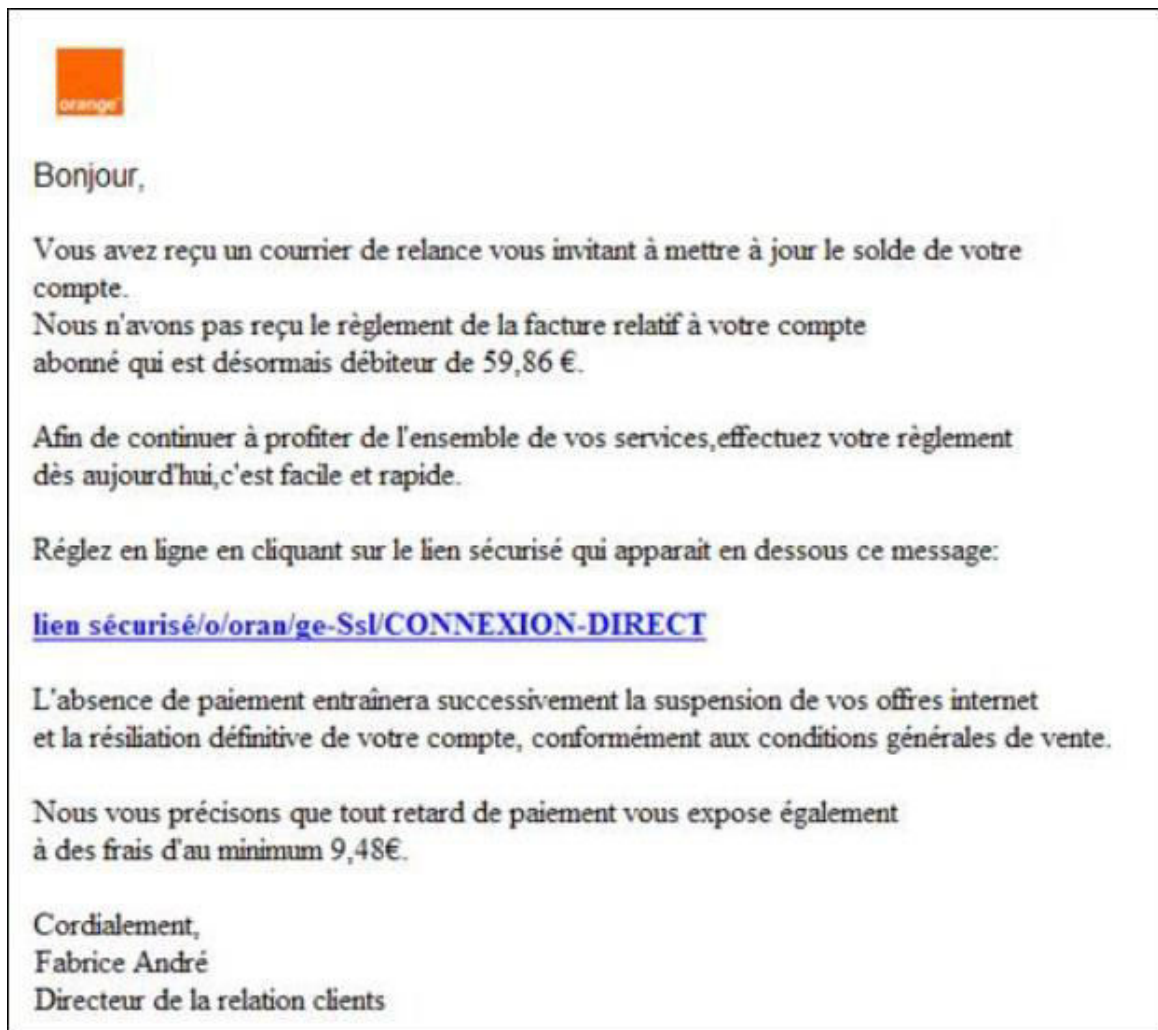 orange™
Bonjour,
Vous avez reçu un courrier de relance vous invitant à mettre à jour le solde de votre
compte.
Nous n'avons pas reçu le règlement de la facture relatif à votre compte
abonné qui est désormais débiteur de 59,86 €.
Afin de continuer à profiter de l'ensemble de vos services,effectuez votre règlement
dès aujourd'hui,c'est facile et rapide.
Réglez en ligne en cliquant sur le lien sécurisé qui apparait en dessous ce message:
lien sécurisé/o/oran/ge-Ssl/CONNEXION-DIRECT
L'absence de paiement entraînera successivement la suspension de vos offres internet
et la résiliation définitive de votre compte, conformément aux conditions générales de vente.
Nous vous précisons que tout retard de paiement vous expose également
à des frais d'au minimum 9,48€.
Cordialement,
Fabrice André
Directeur de la relation clients